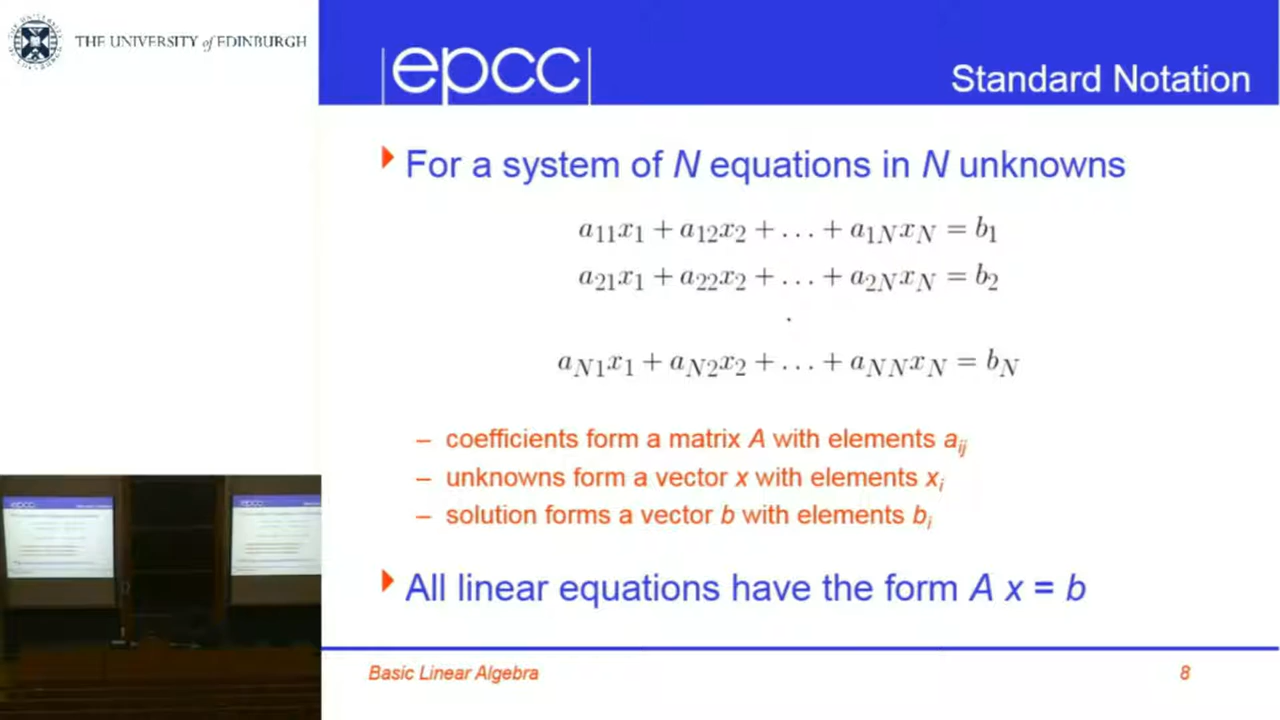 THE UNIVERSITY of EDINBURGH
epcc
Standard Notation
For a system of N equations in N unknowns
a₁₁x₁ + a₁₂x₂ + . . . + a₁NxN = b₁
a₂₁x₁ + a₂₂x₂ + . . . + a₂NxN = b₂
.
aN₁x₁ + aN₂x₂ + . . . + aNNxN = bN
– coefficients form a matrix A with elements aᵢⱼ
– unknowns form a vector x with elements xᵢ
– solution forms a vector b with elements bᵢ
All linear equations have the form A x = b
Basic Linear Algebra
8
epcc
epcc